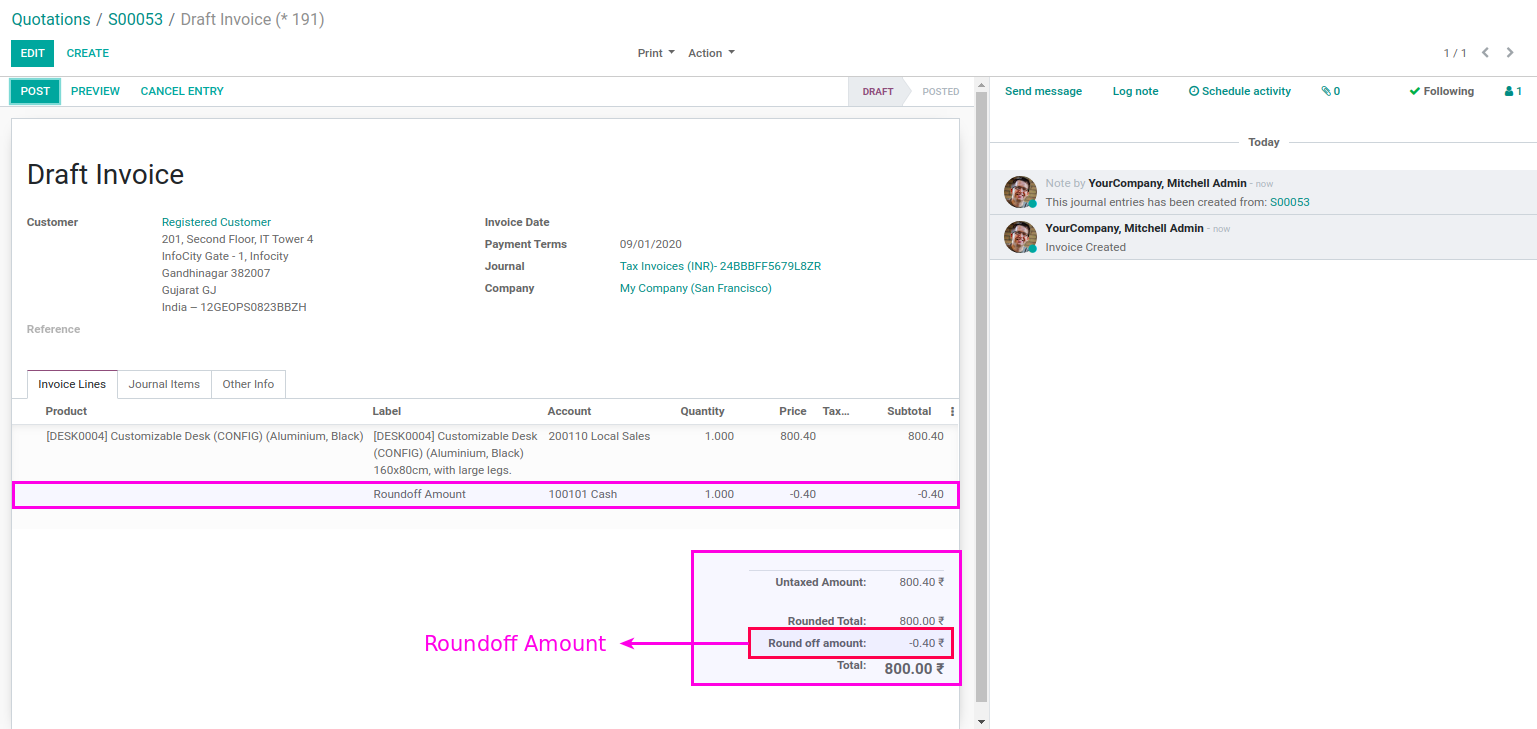 Quotations / S00053 / Draft Invoice (* 191)
EDIT CREATE Print Action 1 / 1
POST PREVIEW CANCEL ENTRY DRAFT POSTED
Draft Invoice
Customer Registered Customer
201, Second Floor, IT Tower 4
InfoCity Gate - 1, Infocity
Gandhinagar 382007
Gujarat GJ
India – 12GEOPS0823BBZH
Reference
Invoice Date
Payment Terms 09/01/2020
Journal Tax Invoices (INR)- 24BBBFF5679L8ZR
Company My Company (San Francisco)
Invoice Lines Journal Items Other Info
Product Label Account Quantity Price Tax... Subtotal
[DESK0004] Customizable Desk (CONFIG) (Aluminium, Black) [DESK0004] Customizable Desk 200110 Local Sales 1.000 800.40 800.40
(CONFIG) (Aluminium, Black)
160x80cm, with large legs.
Roundoff Amount 100101 Cash 1.000 -0.40 -0.40
Untaxed Amount: 800.40 ₹
Rounded Total: 800.00 ₹
Roundoff Amount Round off amount: -0.40 ₹
Total: 800.00 ₹
Send message Log note Schedule activity 0 Following 1
Today
Note by YourCompany, Mitchell Admin - now
This journal entries has been created from: S00053
YourCompany, Mitchell Admin - now
Invoice Created